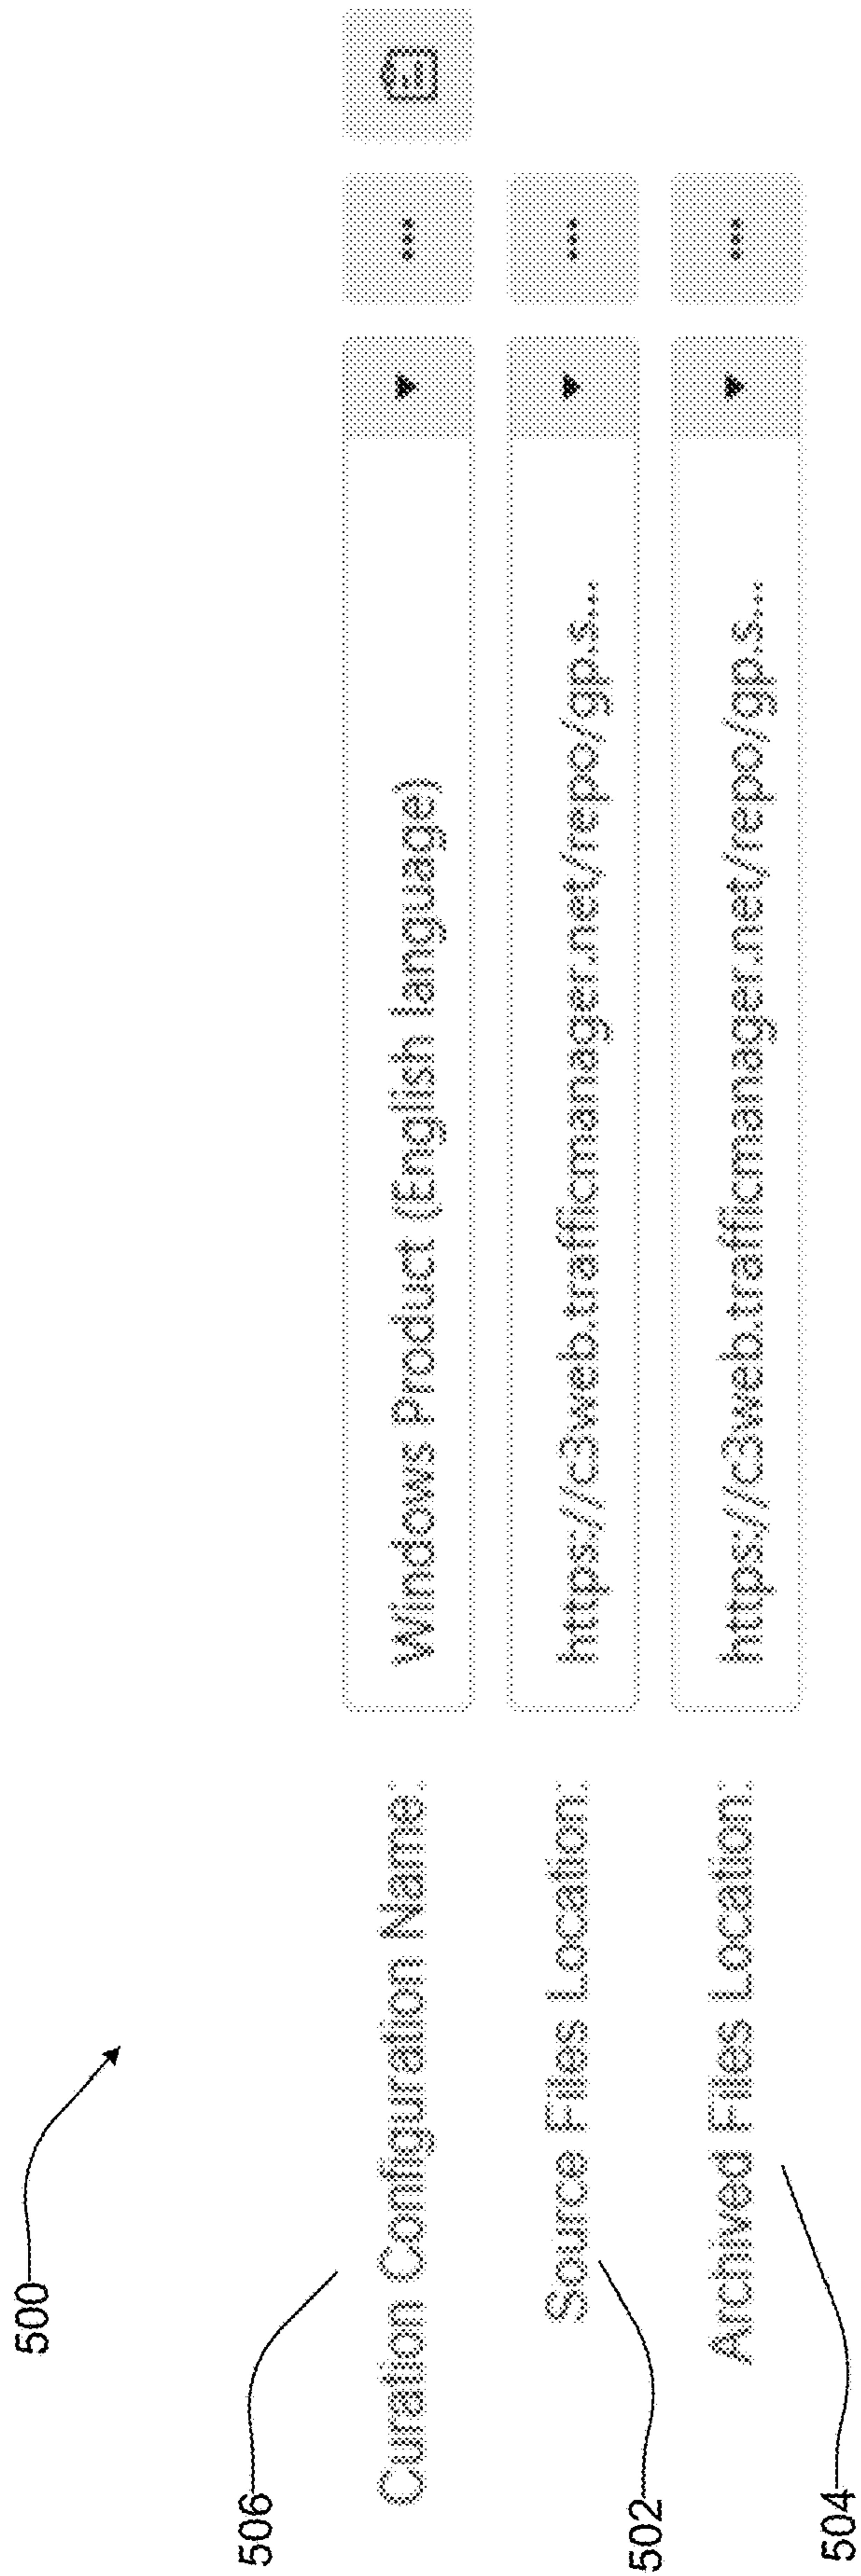 500
506
Curation Configuration Name: Windows Product (English language) ...
502
Source Files Location: https://c3web.trafficmanager.net/repo/gp.s... ...
504
Archived Files Location: https://c3web.trafficmanager.net/repo/gp.s... ...